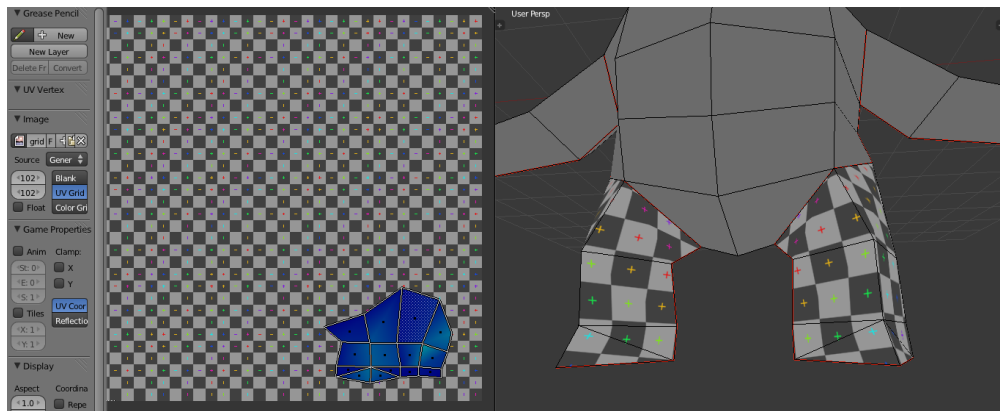 ▼ Grease Pencil
New
New Layer
Delete Fr Convert
▼ UV Vertex
▼ Image
grid F
Source Gener
102 Blank
102 UV Grid
Float Color Gri
▼ Game Properties
Anim Clamp:
St: 0 X
E: 0 Y
S: 1
Tiles UV Coor
X: 1 Reflectio
Y: 1
▼ Display
Aspect Coordina
1.0 Repe
User Persp